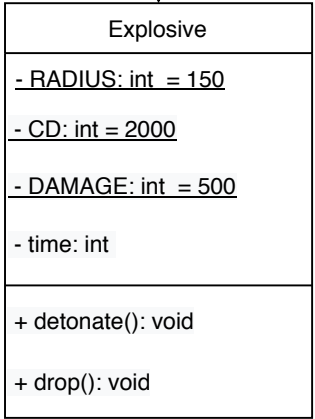 Explosive
- RADIUS: int = 150
- CD: int = 2000
- DAMAGE: int = 500
- time: int
+ detonate(): void
+ drop(): void